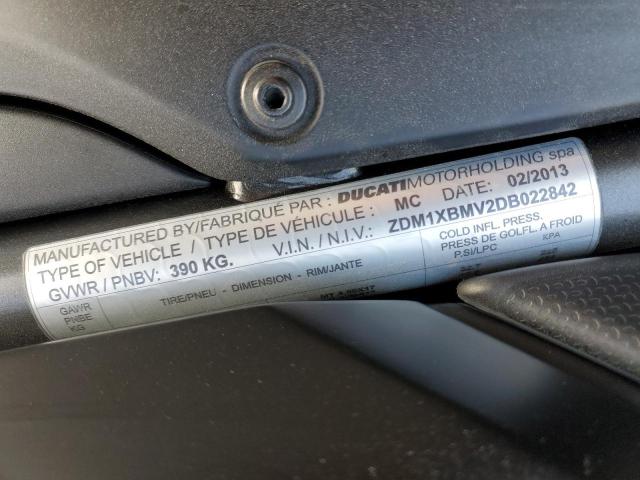 MANUFACTURED BY/FABRIQUÉ PAR : DUCATIMOTORHOLDING spa
TYPE OF VEHICLE / TYPE DE VÉHICULE : MC DATE: 02/2013
GVWR / PNBV: 390 KG. V.I.N. / N.I.V.: ZDM1XBMV2DB022842
GAWR
PNBE
KG
TIRE/PNEU - DIMENSION - RIM/JANTE
COLD INFL. PRESS.
PRESS DE GOLFL. A FROID
P.SI/LPC KPA